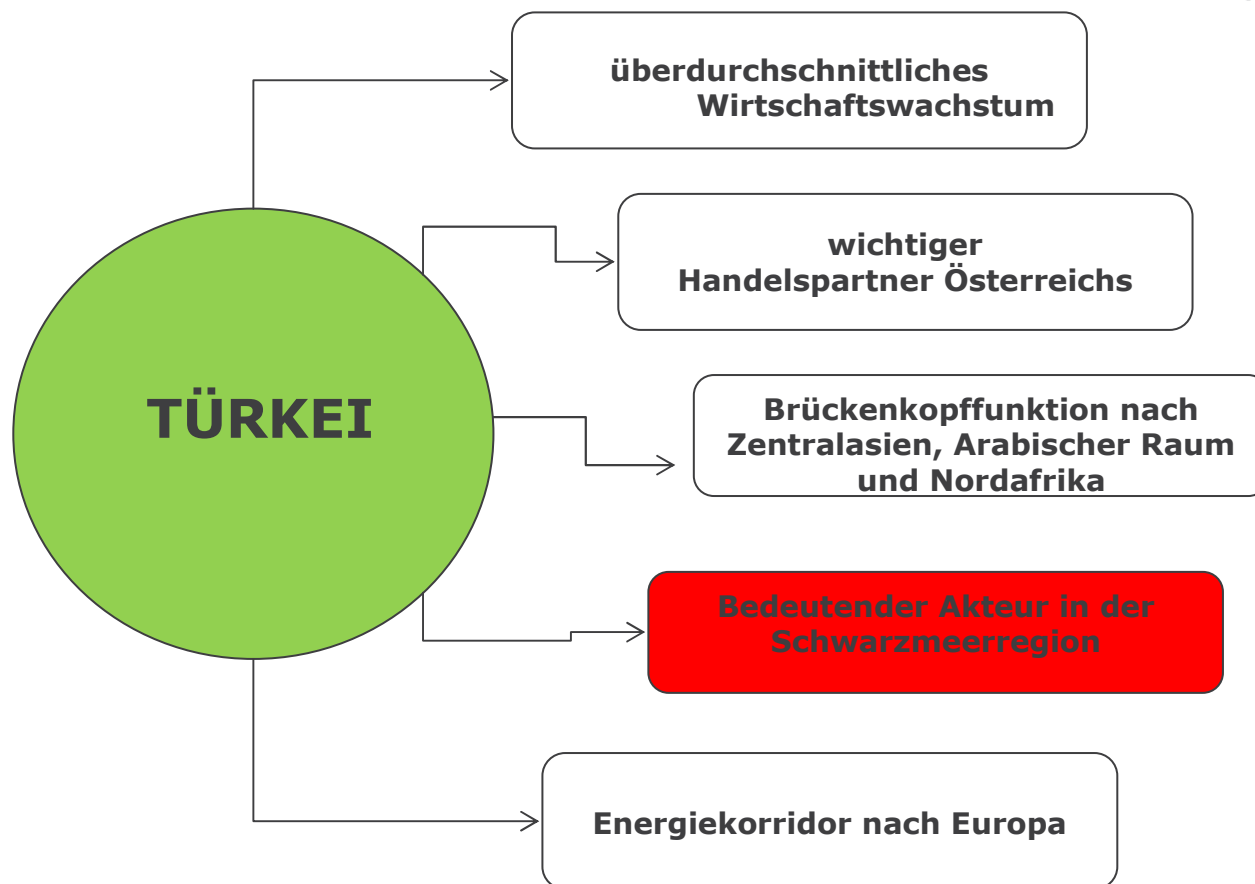 überdurchschnittliches
Wirtschaftswachstum
wichtiger
Handelspartner Österreichs
TÜRKEI
Brückenkopffunktion nach
Zentralasien, Arabischer Raum
und Nordafrika
Bedeutender Akteur in der
Schwarzmeerregion
Energiekorridor nach Europa